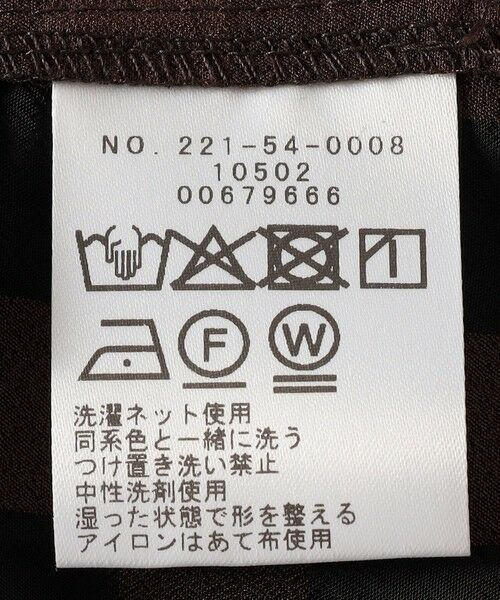 NO. 221-54-0008
10502
00679666
F W
洗濯ネット使用
同系色と一緒に洗う
つけ置き洗い禁止
中性洗剤使用
湿った状態で形を整える
アイロンはあて布使用